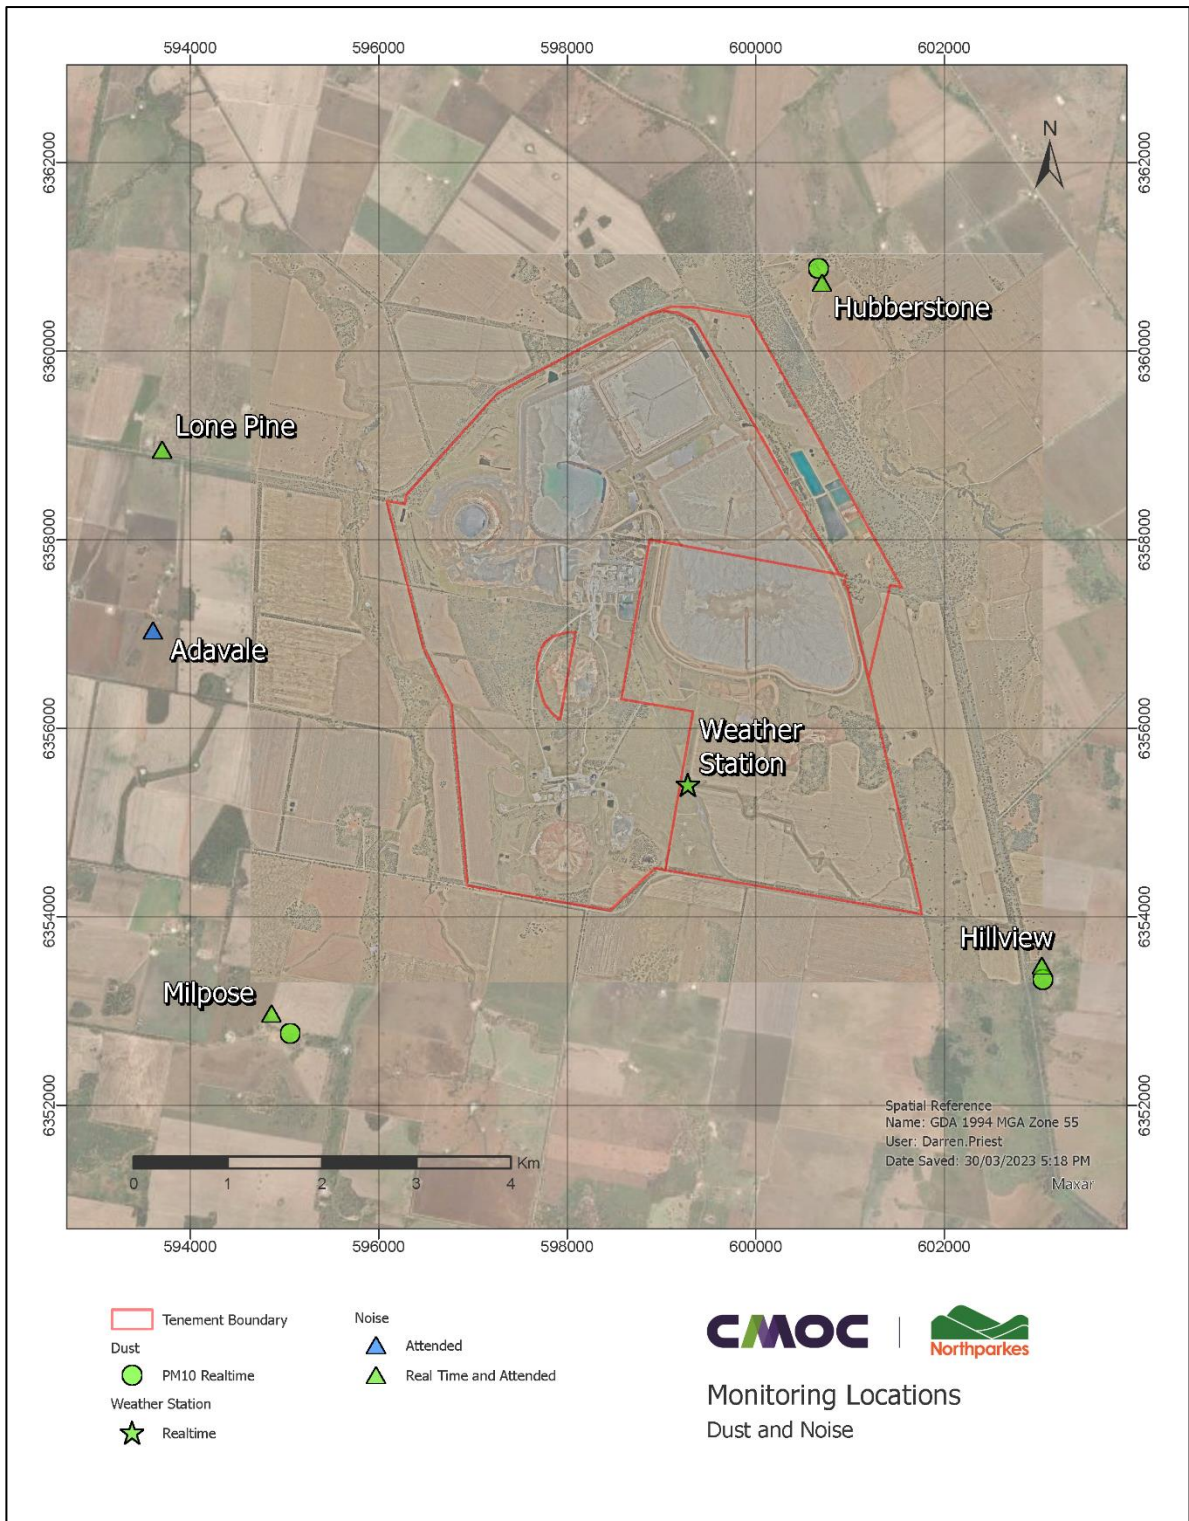 594000 596000 598000 600000 602000
6362000
6362000
N
Hubberstone
6360000
6360000
Lone Pine
6358000
6358000
Adavale
6356000
6356000
Weather
Station
6354000
6354000
Hillview
Milpose
6352000
6352000
Spatial Reference
Name: GDA 1994 MGA Zone 55
User: Darren.Priest
Date Saved: 30/03/2023 5:18 PM
Maxar
Km
0 1 2 3 4
594000 596000 598000 600000 602000
Tenement Boundary
Dust
PM10 Realtime
Weather Station
Realtime
Noise
Attended
Real Time and Attended
CMOC
Northparkes
Monitoring Locations
Dust and Noise